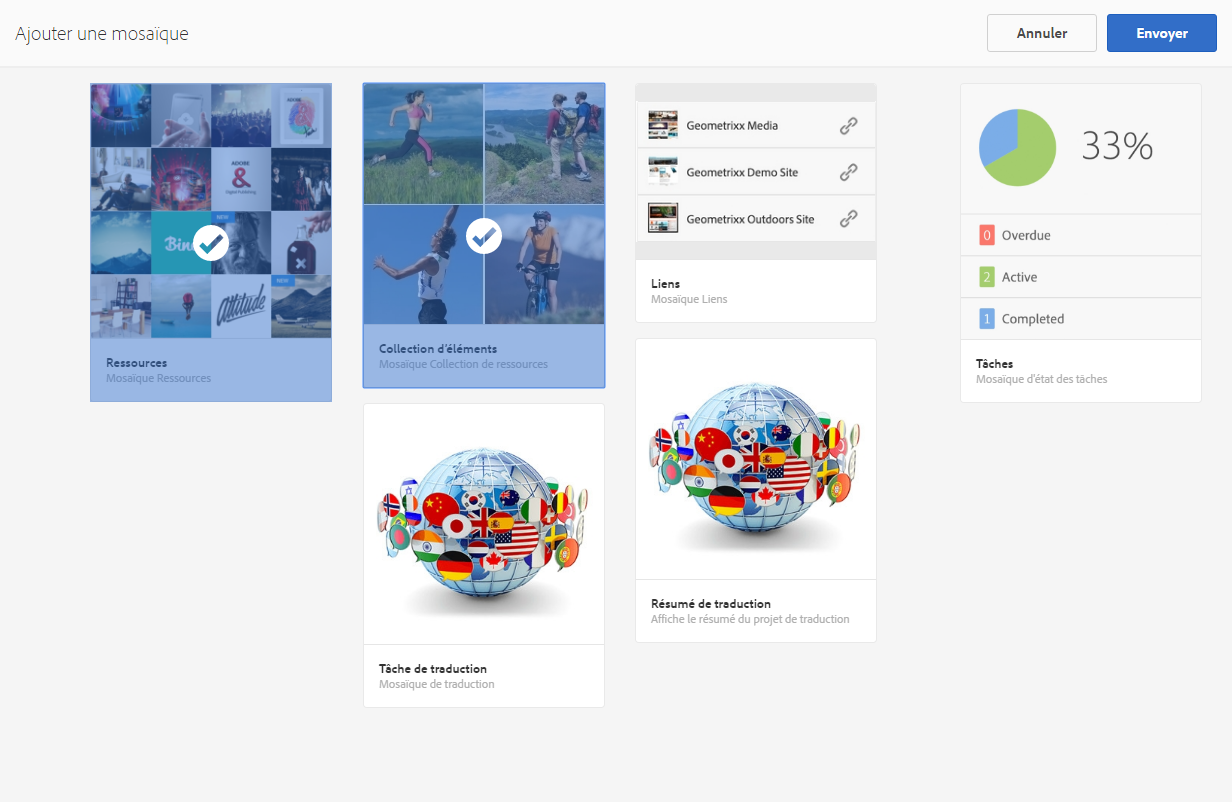 Ajouter une mosaïque
Annuler
Envoyer
ADOBE
&
Digital Publishing
NEW
Bin
NEW
Attitude
Ressources
Mosaïque Ressources
Collection d'éléments
Mosaïque Collection de ressources
Tâche de traduction
Mosaïque de traduction
Geometrixx Media
Geometrixx Demo Site
Geometrixx Outdoors Site
Liens
Mosaïque Liens
Résumé de traduction
Affiche le résumé du projet de traduction
33%
0 Overdue
2 Active
1 Completed
Tâches
Mosaïque d'état des tâches